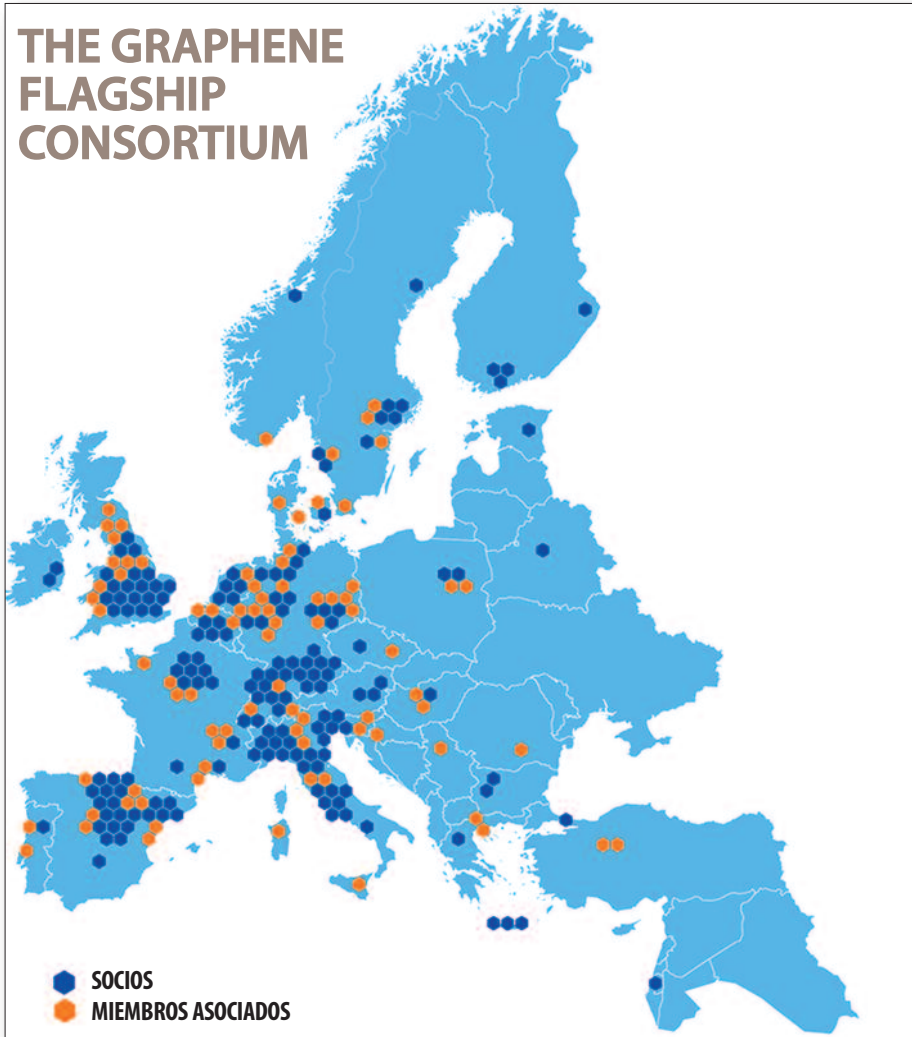 THE GRAPHENE
FLAGSHIP
CONSORTIUM
SOCIOS
MIEMBROS ASOCIADOS